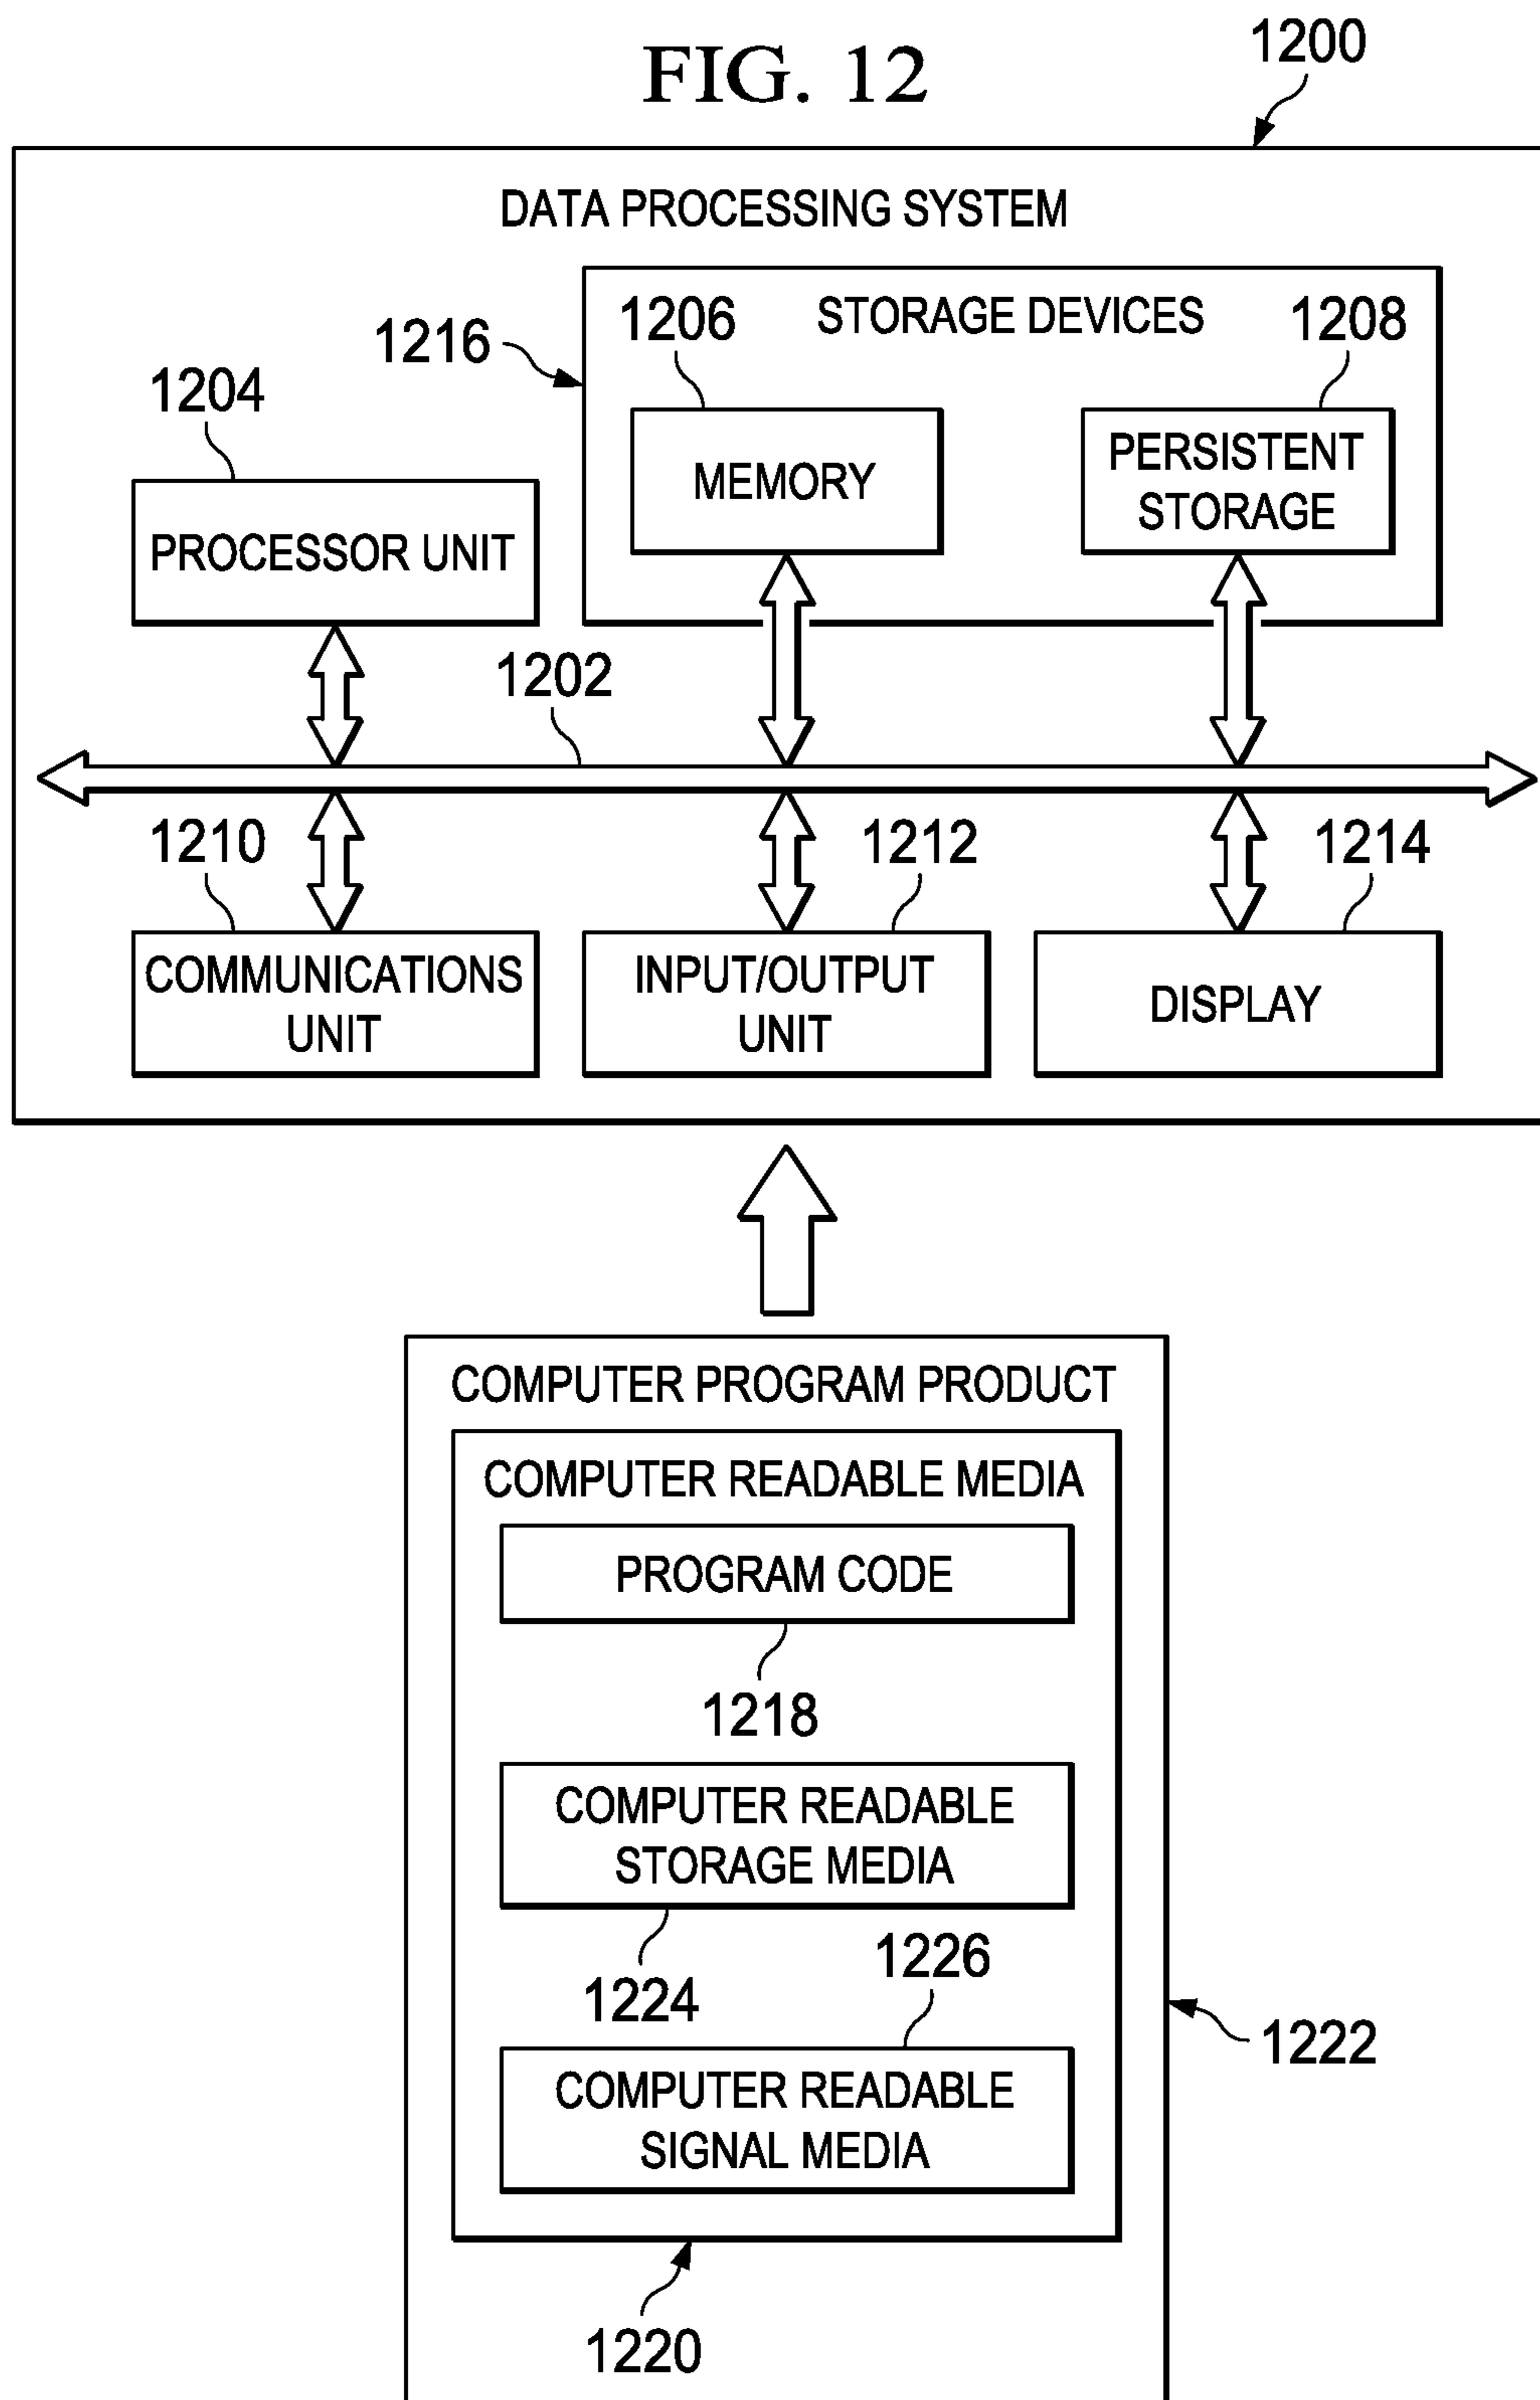 FIG. 12
1200
DATA PROCESSING SYSTEM
STORAGE DEVICES
1216
1206
1208
1204
MEMORY
PERSISTENT
STORAGE
PROCESSOR UNIT
1202
1210
1212
1214
COMMUNICATIONS
UNIT
INPUT/OUTPUT
UNIT
DISPLAY
COMPUTER PROGRAM PRODUCT
COMPUTER READABLE MEDIA
PROGRAM CODE
1218
COMPUTER READABLE
STORAGE MEDIA
1224
1226
COMPUTER READABLE
SIGNAL MEDIA
1222
1220